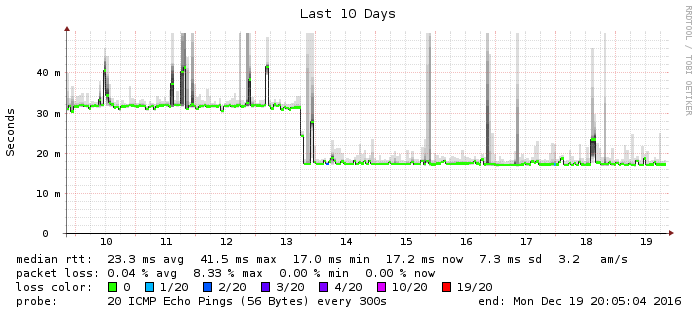 Last 10 Days
RRDTOOL / TOBI OETIKER
Seconds
40 m
30 m
20 m
10 m
0
10 11 12 13 14 15 16 17 18 19
median rtt: 23.3 ms avg 41.5 ms max 17.0 ms min 17.2 ms now 7.3 ms sd 3.2 am/s
packet loss: 0.04 % avg 8.33 % max 0.00 % min 0.00 % now
loss color: 0 1/20 2/20 3/20 4/20 10/20 19/20
probe: 20 ICMP Echo Pings (56 Bytes) every 300s end: Mon Dec 19 20:05:04 2016